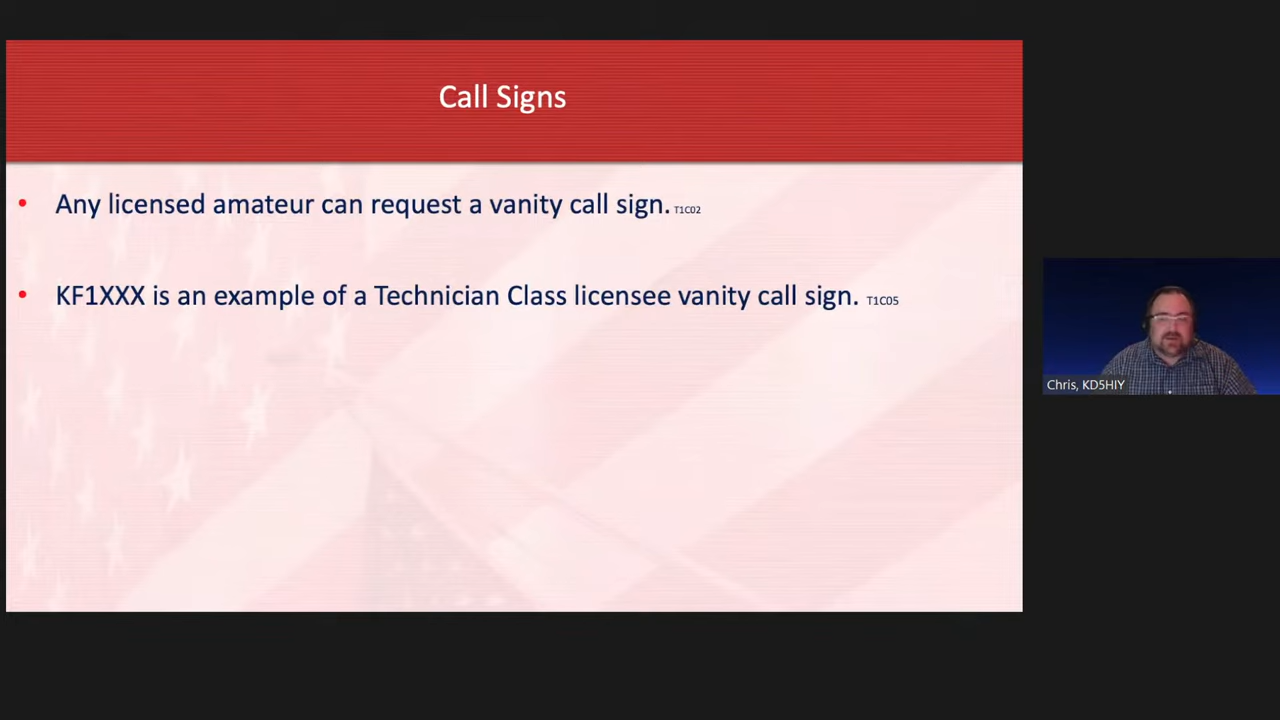 Call Signs
• Any licensed amateur can request a vanity call sign. T1C02
• KF1XXX is an example of a Technician Class licensee vanity call sign. T1C05
Chris, KD5HIY